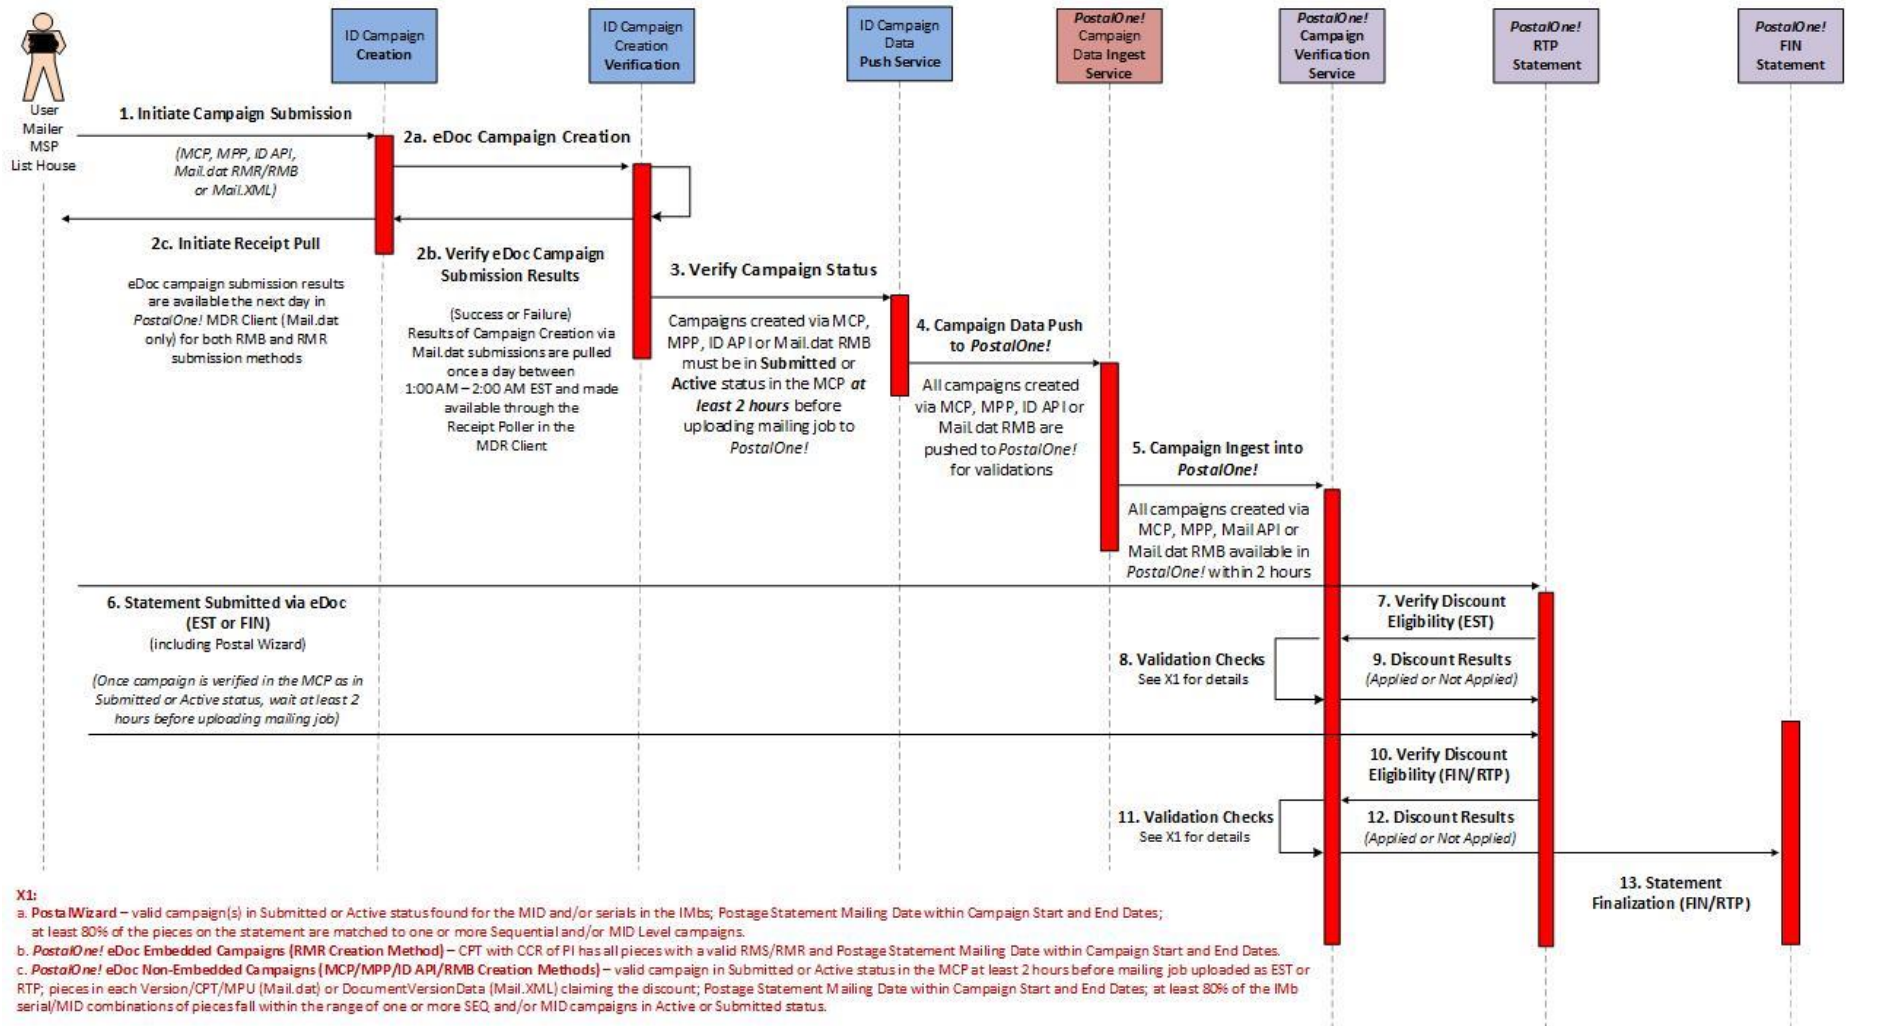 ID Campaign
Creation
ID Campaign
Creation
Verification
ID Campaign
Data
Push Service
PostalOne!
Campaign
Data Ingest
Service
PostalOne!
Campaign
Verification
Service
PostalOne!
RTP
Statement
PostalOne!
FIN
Statement
User
Mailer
MSP
List House
1. Initiate Campaign Submission
(MCP, MPP, ID API,
Mail.dat RMR/RMB
or Mail.XML)
2a. eDoc Campaign Creation
2c. Initiate Receipt Pull
eDoc campaign submission results
are available the next day in
PostalOne! MDR Client (Mail.dat
only) for both RMB and RMR
submission methods
2b. Verify eDoc Campaign
Submission Results
(Success or Failure)
Results of Campaign Creation via
Mail.dat submissions are pulled
once a day between
1:00 AM – 2:00 AM EST and made
available through the
Receipt Poller in the
MDR Client
3. Verify Campaign Status
Campaigns created via MCP,
MPP, ID API or Mail.dat RMB
must be in Submitted or
Active status in the MCP at
least 2 hours before
uploading mailing job to
PostalOne!
4. Campaign Data Push
to PostalOne!
All campaigns created
via MCP, MPP, ID API or
Mail.dat RMB are
pushed to PostalOne!
for validations
5. Campaign Ingest into
PostalOne!
All campaigns created via
MCP, MPP, Mail API or
Mail.dat RMB available in
PostalOne! within 2 hours
6. Statement Submitted via eDoc
(EST or FIN)
(including Postal Wizard)
(Once campaign is verified in the MCP as in
Submitted or Active status, wait at least 2
hours before uploading mailing job)
7. Verify Discount
Eligibility (EST)
8. Validation Checks
See X1 for details
9. Discount Results
(Applied or Not Applied)
10. Verify Discount
Eligibility (FIN/RTP)
11. Validation Checks
See X1 for details
12. Discount Results
(Applied or Not Applied)
13. Statement
Finalization (FIN/RTP)
X1:
a. PostalWizard – valid campaign(s) in Submitted or Active status found for the MID and/or serials in the IMbs; Postage Statement Mailing Date within Campaign Start and End Dates;
at least 80% of the pieces on the statement are matched to one or more Sequential and/or MID Level campaigns.
b. PostalOne! eDoc Embedded Campaigns (RMR Creation Method) – CPT with CCR of PI has all pieces with a valid RMS/RMR and Postage Statement Mailing Date within Campaign Start and End Dates.
c. PostalOne! eDoc Non-Embedded Campaigns (MCP/MPP/ID API/RMB Creation Methods) – valid campaign in Submitted or Active status in the MCP at least 2 hours before mailing job uploaded as EST or
RTP; pieces in each Version/CPT/MPU (Mail.dat) or DocumentVersionData (Mail.XML) claiming the discount; Postage Statement Mailing Date within Campaign Start and End Dates; at least 80% of the IMb
serial/MID combinations of pieces fall within the range of one or more SEQ and/or MID campaigns in Active or Submitted status.